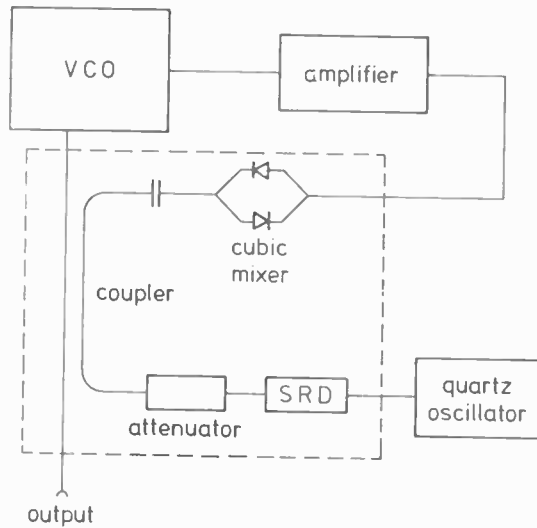 VCO
amplifier
cubic
mixer
coupler
attenuator
SRD
quartz
oscillator
output